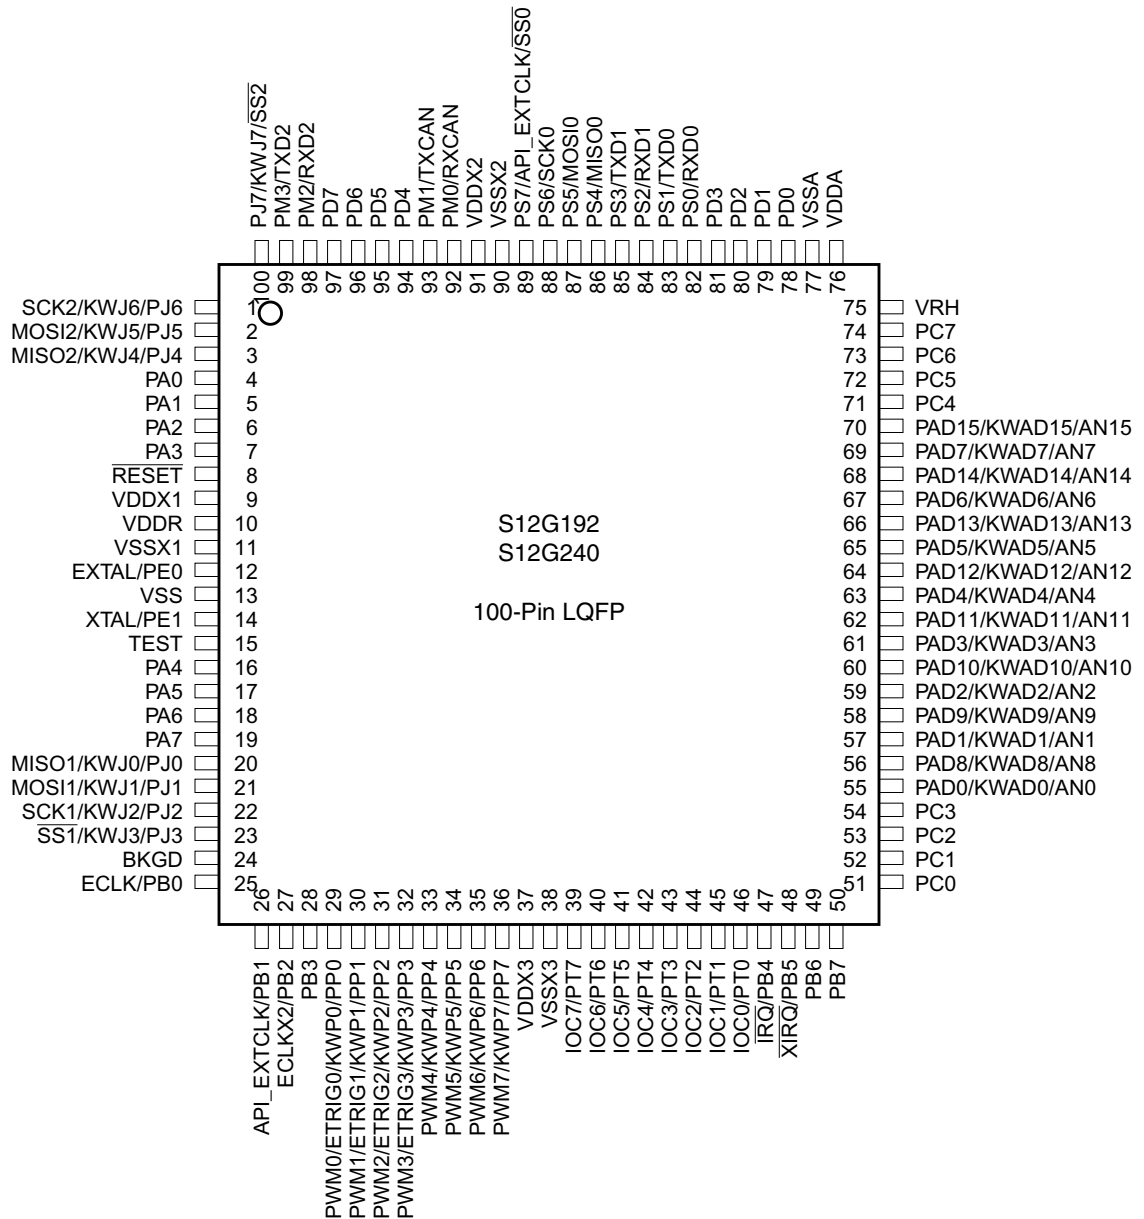 PJ7/KWJ7/SS2
PM3/TXD2
PM2/RXD2
PD7
PD6
PD5
PD4
PM1/TXCAN
PM0/RXCAN
VDDX2
VSSX2
PS7/API_EXTCLK/SS0
PS6/SCK0
PS5/MOSI0
PS4/MISO0
PS3/TXD1
PS2/RXD1
PS1/TXD0
PS0/RXD0
PD3
PD2
PD1
PD0
VSSA
VDDA
100
99
98
97
96
95
94
93
92
91
90
89
88
87
86
85
84
83
82
81
80
79
78
77
76
SCK2/KWJ6/PJ6 1
MOSI2/KWJ5/PJ5 2
MISO2/KWJ4/PJ4 3
PA0 4
PA1 5
PA2 6
PA3 7
RESET 8
VDDX1 9
VDDR 10
VSSX1 11
EXTAL/PE0 12
VSS 13
XTAL/PE1 14
TEST 15
PA4 16
PA5 17
PA6 18
PA7 19
MISO1/KWJ0/PJ0 20
MOSI1/KWJ1/PJ1 21
SCK1/KWJ2/PJ2 22
SS1/KWJ3/PJ3 23
BKGD 24
ECLK/PB0 25
S12G192
S12G240
100-Pin LQFP
75 VRH
74 PC7
73 PC6
72 PC5
71 PC4
70 PAD15/KWAD15/AN15
69 PAD7/KWAD7/AN7
68 PAD14/KWAD14/AN14
67 PAD6/KWAD6/AN6
66 PAD13/KWAD13/AN13
65 PAD5/KWAD5/AN5
64 PAD12/KWAD12/AN12
63 PAD4/KWAD4/AN4
62 PAD11/KWAD11/AN11
61 PAD3/KWAD3/AN3
60 PAD10/KWAD10/AN10
59 PAD2/KWAD2/AN2
58 PAD9/KWAD9/AN9
57 PAD1/KWAD1/AN1
56 PAD8/KWAD8/AN8
55 PAD0/KWAD0/AN0
54 PC3
53 PC2
52 PC1
51 PC0
26
27
28
29
30
31
32
33
34
35
36
37
38
39
40
41
42
43
44
45
46
47
48
49
50
API_EXTCLK/PB1
ECLKX2/PB2
PB3
PWM0/ETRIG0/KWP0/PP0
PWM1/ETRIG1/KWP1/PP1
PWM2/ETRIG2/KWP2/PP2
PWM3/ETRIG3/KWP3/PP3
PWM4/KWP4/PP4
PWM5/KWP5/PP5
PWM6/KWP6/PP6
PWM7/KWP7/PP7
VDDX3
VSSX3
IOC7/PT7
IOC6/PT6
IOC5/PT5
IOC4/PT4
IOC3/PT3
IOC2/PT2
IOC1/PT1
IOC0/PT0
IRQ/PB4
XIRQ/PB5
PB6
PB7